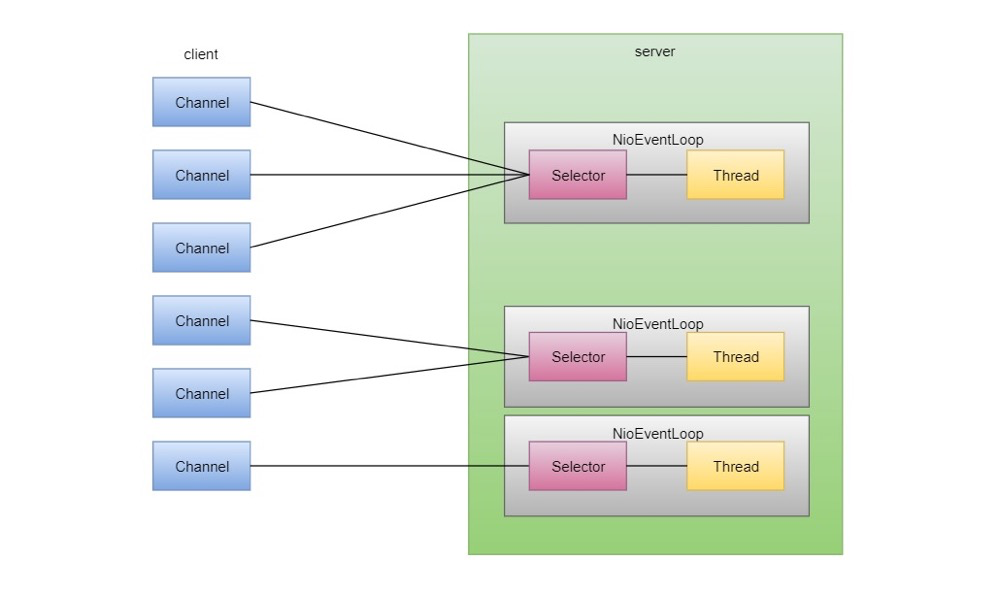 client
server
Channel
NioEventLoop
Channel
Selector
Thread
Channel
Channel
NioEventLoop
Selector
Thread
Channel
NioEventLoop
Channel
Selector
Thread